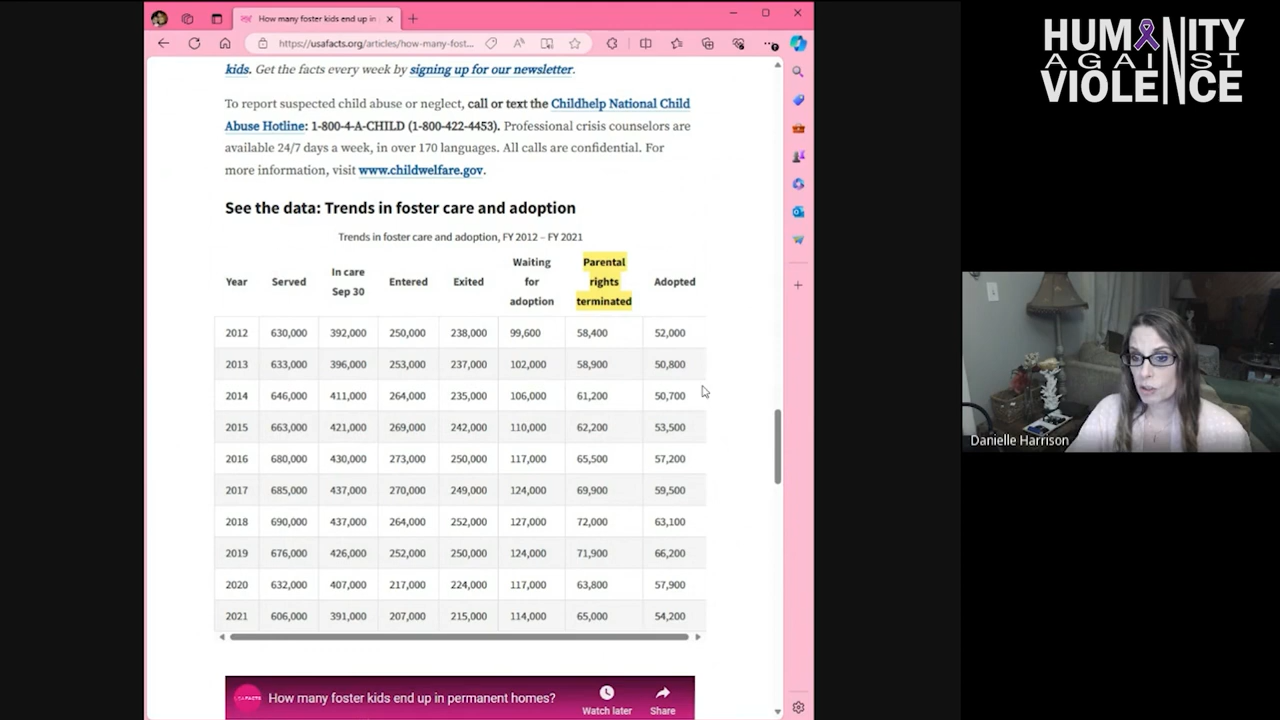 How many foster kids end up in
https://usafacts.org/articles/how-many-fost...
kids. Get the facts every week by signing up for our newsletter.
To report suspected child abuse or neglect, call or text the Childhelp National Child
Abuse Hotline: 1-800-4-A-CHILD (1-800-422-4453). Professional crisis counselors are
available 24/7 days a week, in over 170 languages. All calls are confidential. For
more information, visit www.childwelfare.gov.
See the data: Trends in foster care and adoption
Trends in foster care and adoption, FY 2012 – FY 2021
Year Served In care Sep 30 Entered Exited Waiting for adoption Parental rights terminated Adopted
2012 630,000 392,000 250,000 238,000 99,600 58,400 52,000
2013 633,000 396,000 253,000 237,000 102,000 58,900 50,800
2014 646,000 411,000 264,000 235,000 106,000 61,200 50,700
2015 663,000 421,000 269,000 242,000 110,000 62,200 53,500
2016 680,000 430,000 273,000 250,000 117,000 65,500 57,200
2017 685,000 437,000 270,000 249,000 124,000 69,900 59,500
2018 690,000 437,000 264,000 252,000 127,000 72,000 63,100
2019 676,000 426,000 252,000 250,000 124,000 71,900 66,200
2020 632,000 407,000 217,000 224,000 117,000 63,800 57,900
2021 606,000 391,000 207,000 215,000 114,000 65,000 54,200
USAFACTS
How many foster kids end up in permanent homes?
Watch later
Share
HUMANITY
AGAINST
VIOLENCE
Danielle Harrison